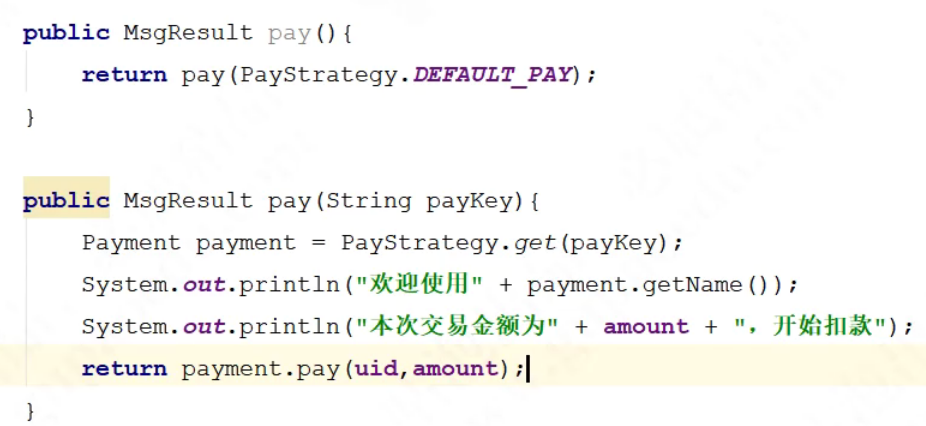 public MsgResult pay(){
    return pay(PayStrategy.DEFAULT_PAY);
}

public MsgResult pay(String payKey){
    Payment payment = PayStrategy.get(payKey);
    System.out.println("欢迎使用" + payment.getName());
    System.out.println("本次交易金额为" + amount + "，开始扣款");
    return payment.pay(uid,amount);
}